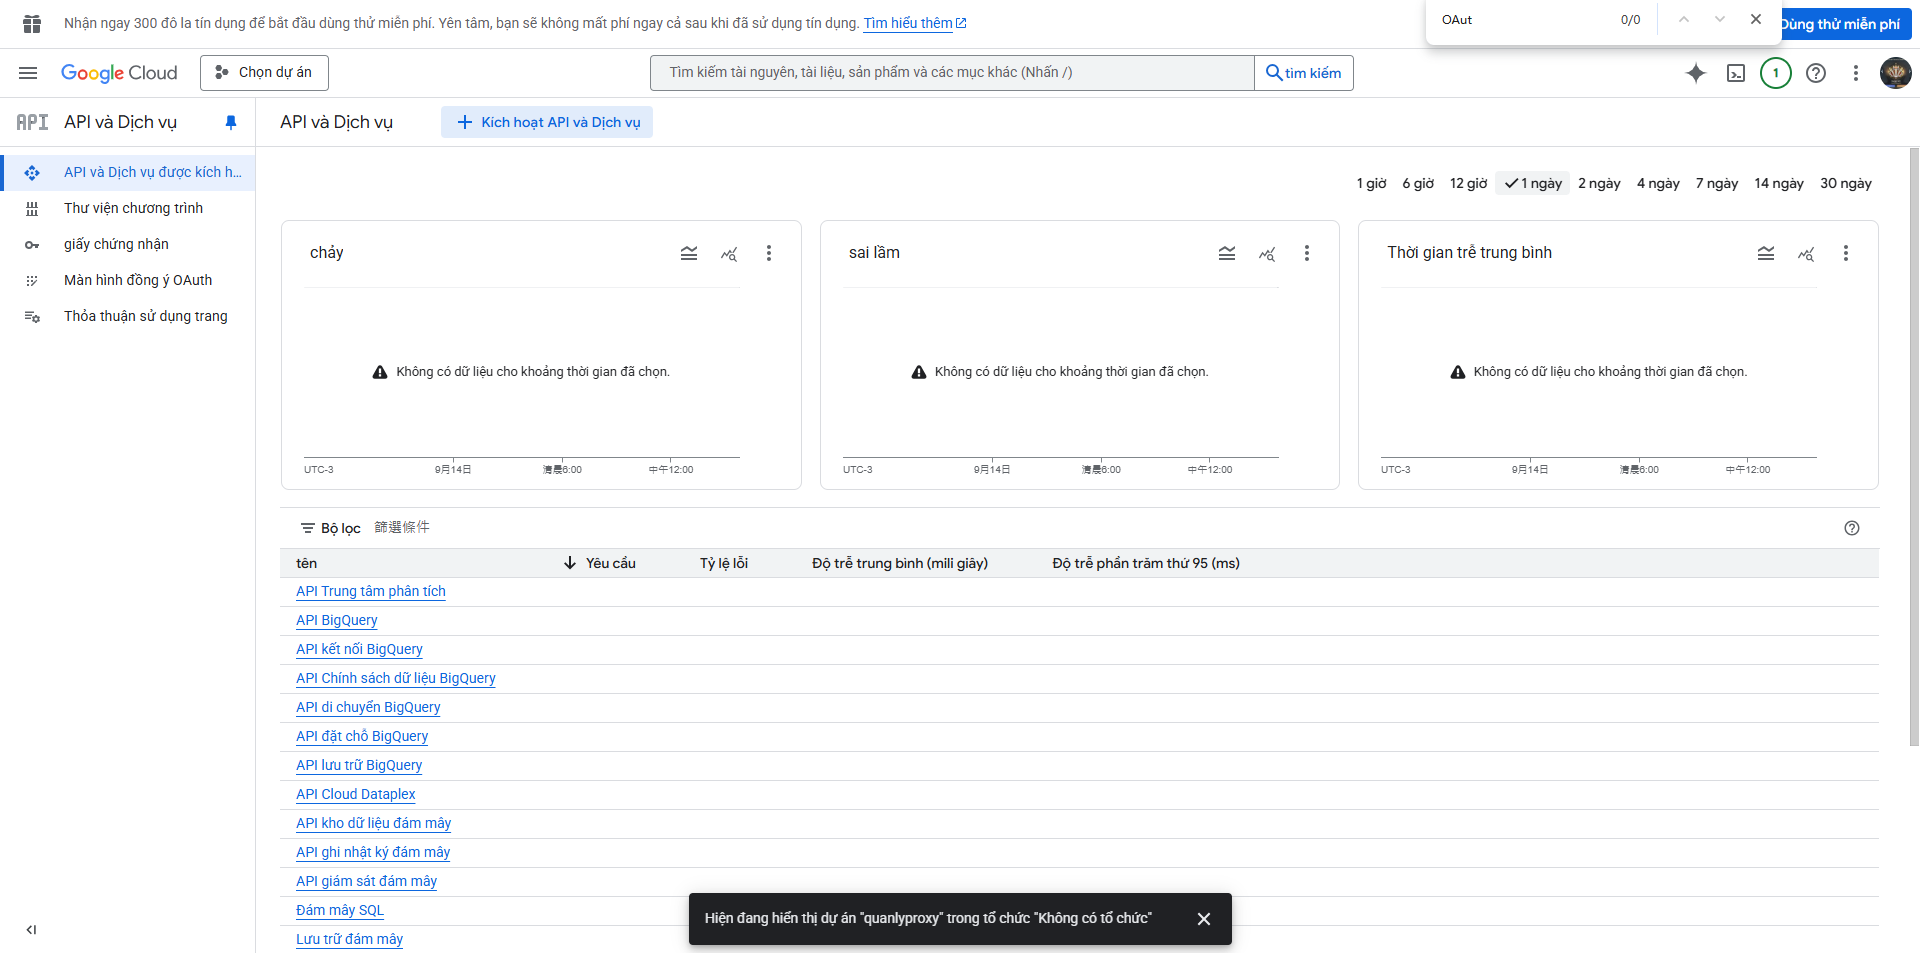 Nhận ngay 300 đô la tín dụng để bắt đầu dùng thử miễn phí. Yên tâm, bạn sẽ không mất phí ngay cả sau khi đã sử dụng tín dụng. Tìm hiểu thêm
OAut 0/0
Dùng thử miễn phí
Google Cloud
Chọn dự án
Tìm kiếm tài nguyên, tài liệu, sản phẩm và các mục khác (Nhấn /)
tìm kiếm
1
API API và Dịch vụ
API và Dịch vụ
Kích hoạt API và Dịch vụ
API và Dịch vụ được kích h...
Thư viện chương trình
giấy chứng nhận
Màn hình đồng ý OAuth
Thỏa thuận sử dụng trang
1 giờ 6 giờ 12 giờ 1 ngày 2 ngày 4 ngày 7 ngày 14 ngày 30 ngày
chảy
Không có dữ liệu cho khoảng thời gian đã chọn.
UTC-3 9月14日 清晨6:00 中午12:00
sai lầm
Không có dữ liệu cho khoảng thời gian đã chọn.
UTC-3 9月14日 清晨6:00 中午12:00
Thời gian trễ trung bình
Không có dữ liệu cho khoảng thời gian đã chọn.
UTC-3 9月14日 清晨6:00 中午12:00
Bộ lọc 篩選條件
tên Yêu cầu Tỷ lệ lỗi Độ trễ trung bình (mili giây) Độ trễ phần trăm thứ 95 (ms)
API Trung tâm phân tích
API BigQuery
API kết nối BigQuery
API Chính sách dữ liệu BigQuery
API di chuyển BigQuery
API đặt chỗ BigQuery
API lưu trữ BigQuery
API Cloud Dataplex
API kho dữ liệu đám mây
API ghi nhật ký đám mây
API giám sát đám mây
Đám mây SQL
Lưu trữ đám mây
Hiện đang hiển thị dự án "quanlyproxy" trong tổ chức "Không có tổ chức"